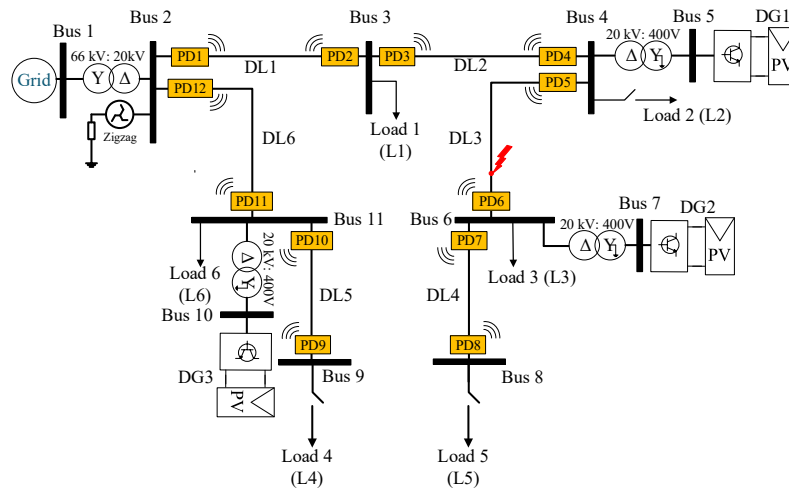 Bus 1
Bus 2
Bus 3
Bus 4
Bus 5
DG1
66 kV: 20kV
20 kV: 400V
PD1
PD2
PD3
PD4
Grid
Y
Δ
Δ
Y
PV
DL1
DL2
PD5
PD12
Zigzag
Load 1
(L1)
Load 2 (L2)
DL6
DL3
PD11
PD6
Bus 7
DG2
Bus 11
Bus 6
20 kV: 400V
PD10
PD7
Δ
Y
PV
Load 6
(L6)
Δ
Y
20 kV: 400V
Load 3 (L3)
DL5
DL4
Bus 10
PD9
PD8
DG3
Bus 9
Bus 8
PV
Load 4
(L4)
Load 5
(L5)